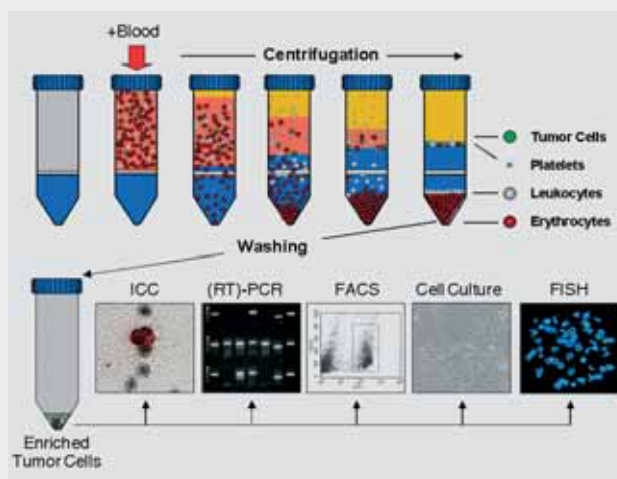 +Blood
Centrifugation
Tumor Cells
Platelets
Leukocytes
Erythrocytes
Washing
ICC
(RT)-PCR
FACS
Cell Culture
FISH
Enriched
Tumor Cells